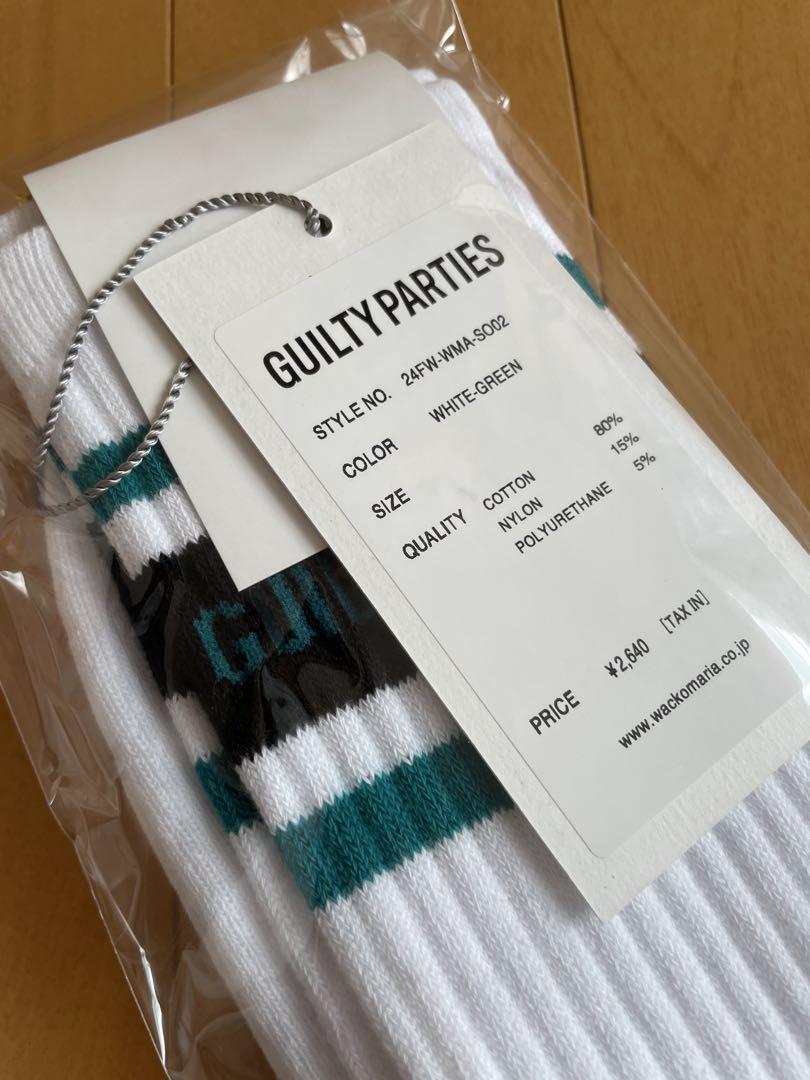 GUILTY PARTIES
STYLE NO. 24FW-WMA-SO02
COLOR WHITE-GREEN
SIZE
QUALITY COTTON 80%
NYLON 15%
POLYURETHANE 5%
PRICE ¥2,640 [TAX IN]
www.wackomaria.co.jp
GUIL